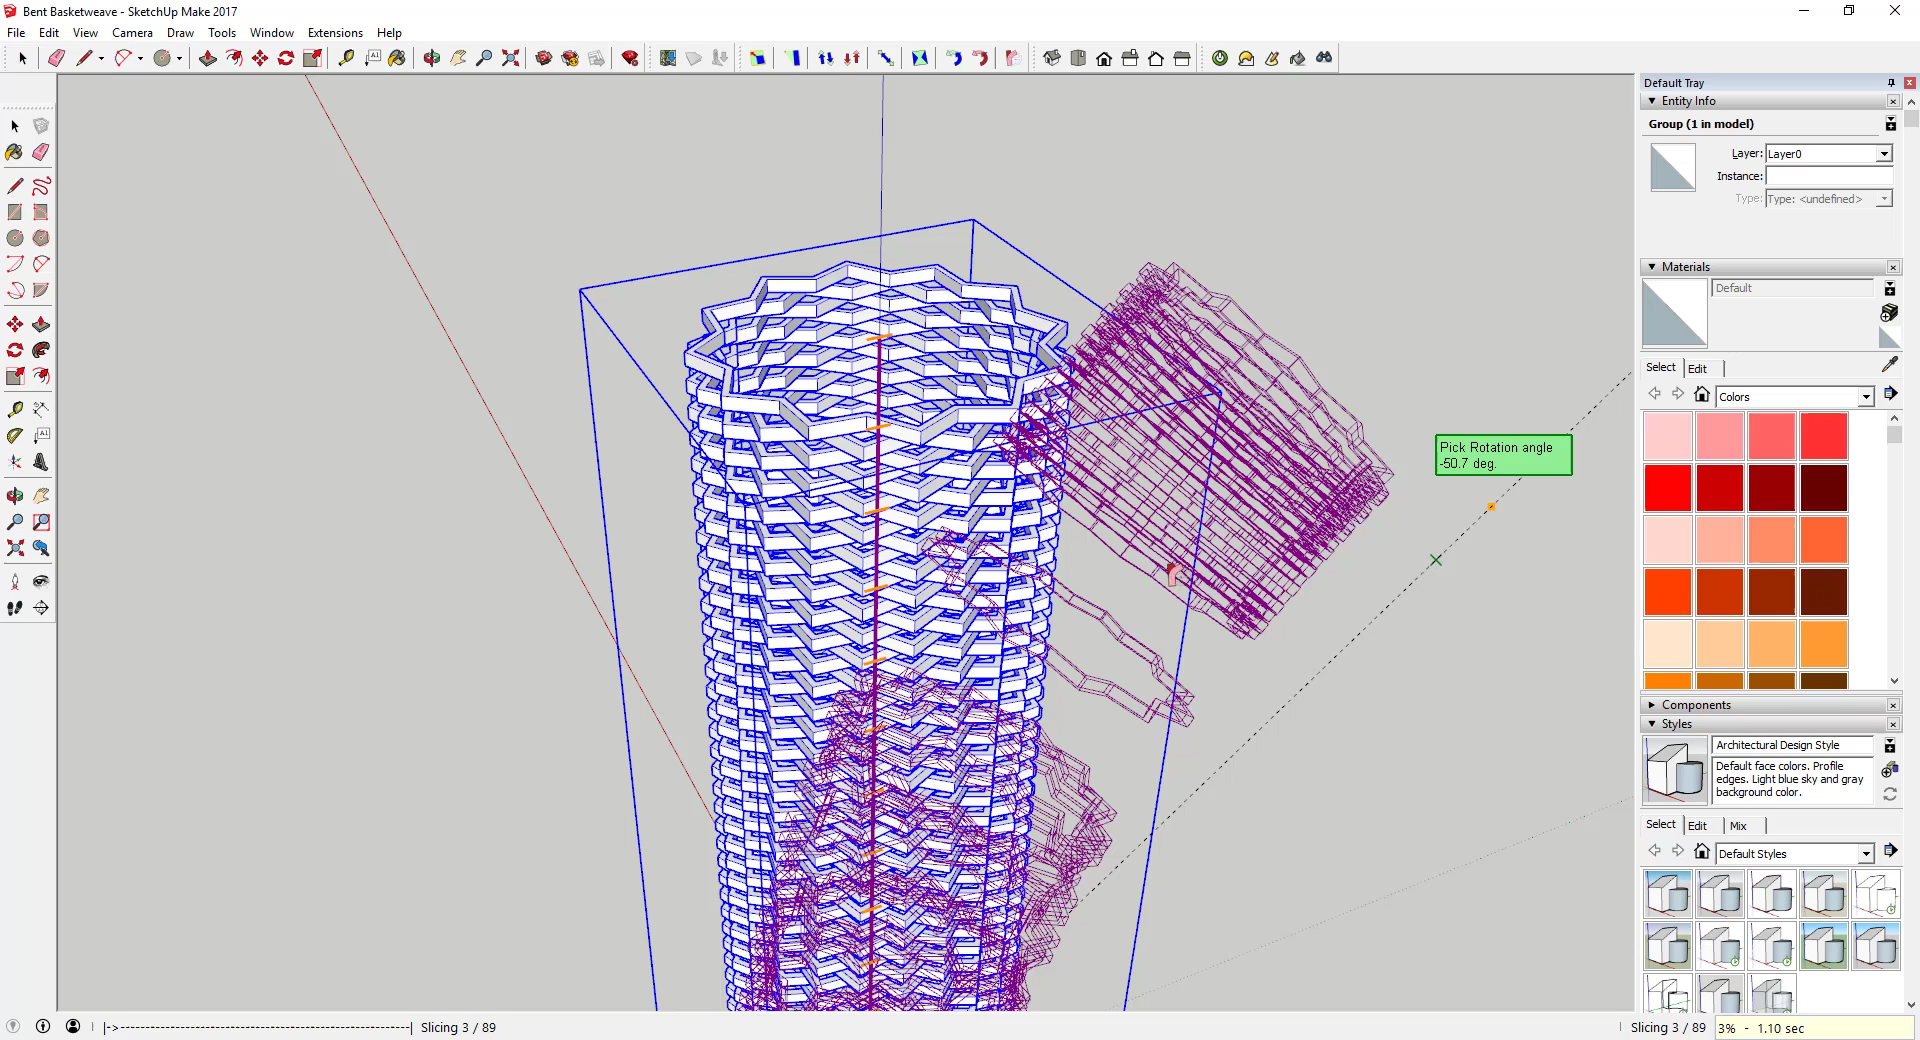 Bent Basketweave - SketchUp Make 2017
File Edit View Camera Draw Tools Window Extensions Help
Default Tray
Entity Info
Group (1 in model)
Layer: Layer0
Instance:
Type: Type: <undefined>
Materials
Default
Select Edit
Colors
Pick Rotation angle
-50.7 deg.
Components
Styles
Architectural Design Style
Default face colors. Profile
edges. Light blue sky and gray
background color.
Select Edit Mix
Default Styles
|->----------------------------------------------------------| Slicing 3 / 89
Slicing 3 / 89 3% - 1.10 sec